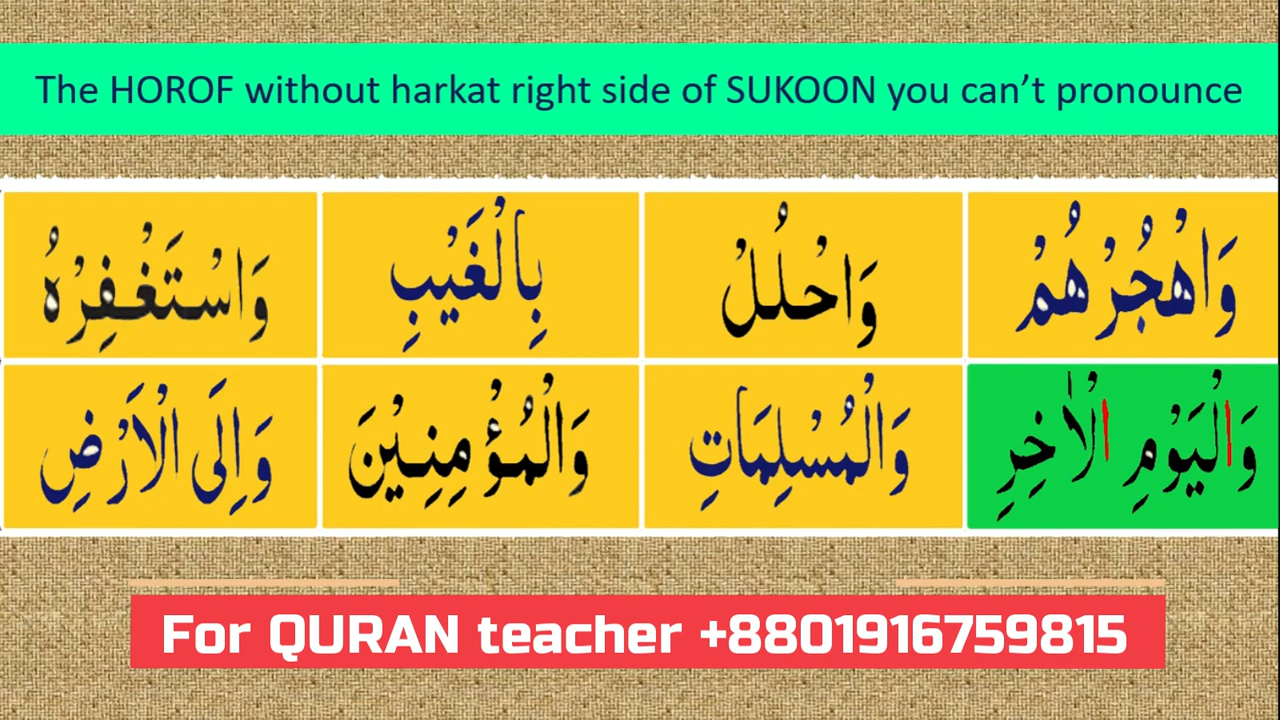 The HOROF without harkat right side of SUKOON you can’t pronounce
وَاهْجُرْهُمْ وَاحْلُلْ بِالْغَيْبِ وَاسْتَغْفِرْهُ
وَالْيَوْمِ الْاٰخِرِ وَالْمُسْلِمَاتِ وَالْمُؤْمِنِيْنَ وَاِلَى الْاَرْضِ
For QURAN teacher +8801916759815